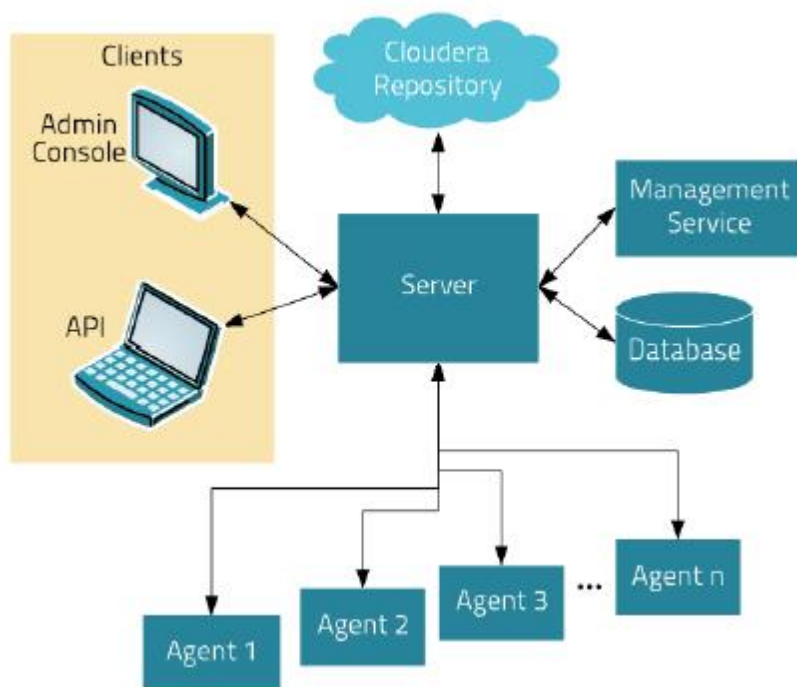 Clients
Admin
Console
API
Cloudera
Repository
Server
Management
Service
Database
Agent 1
Agent 2
Agent 3
...
Agent n